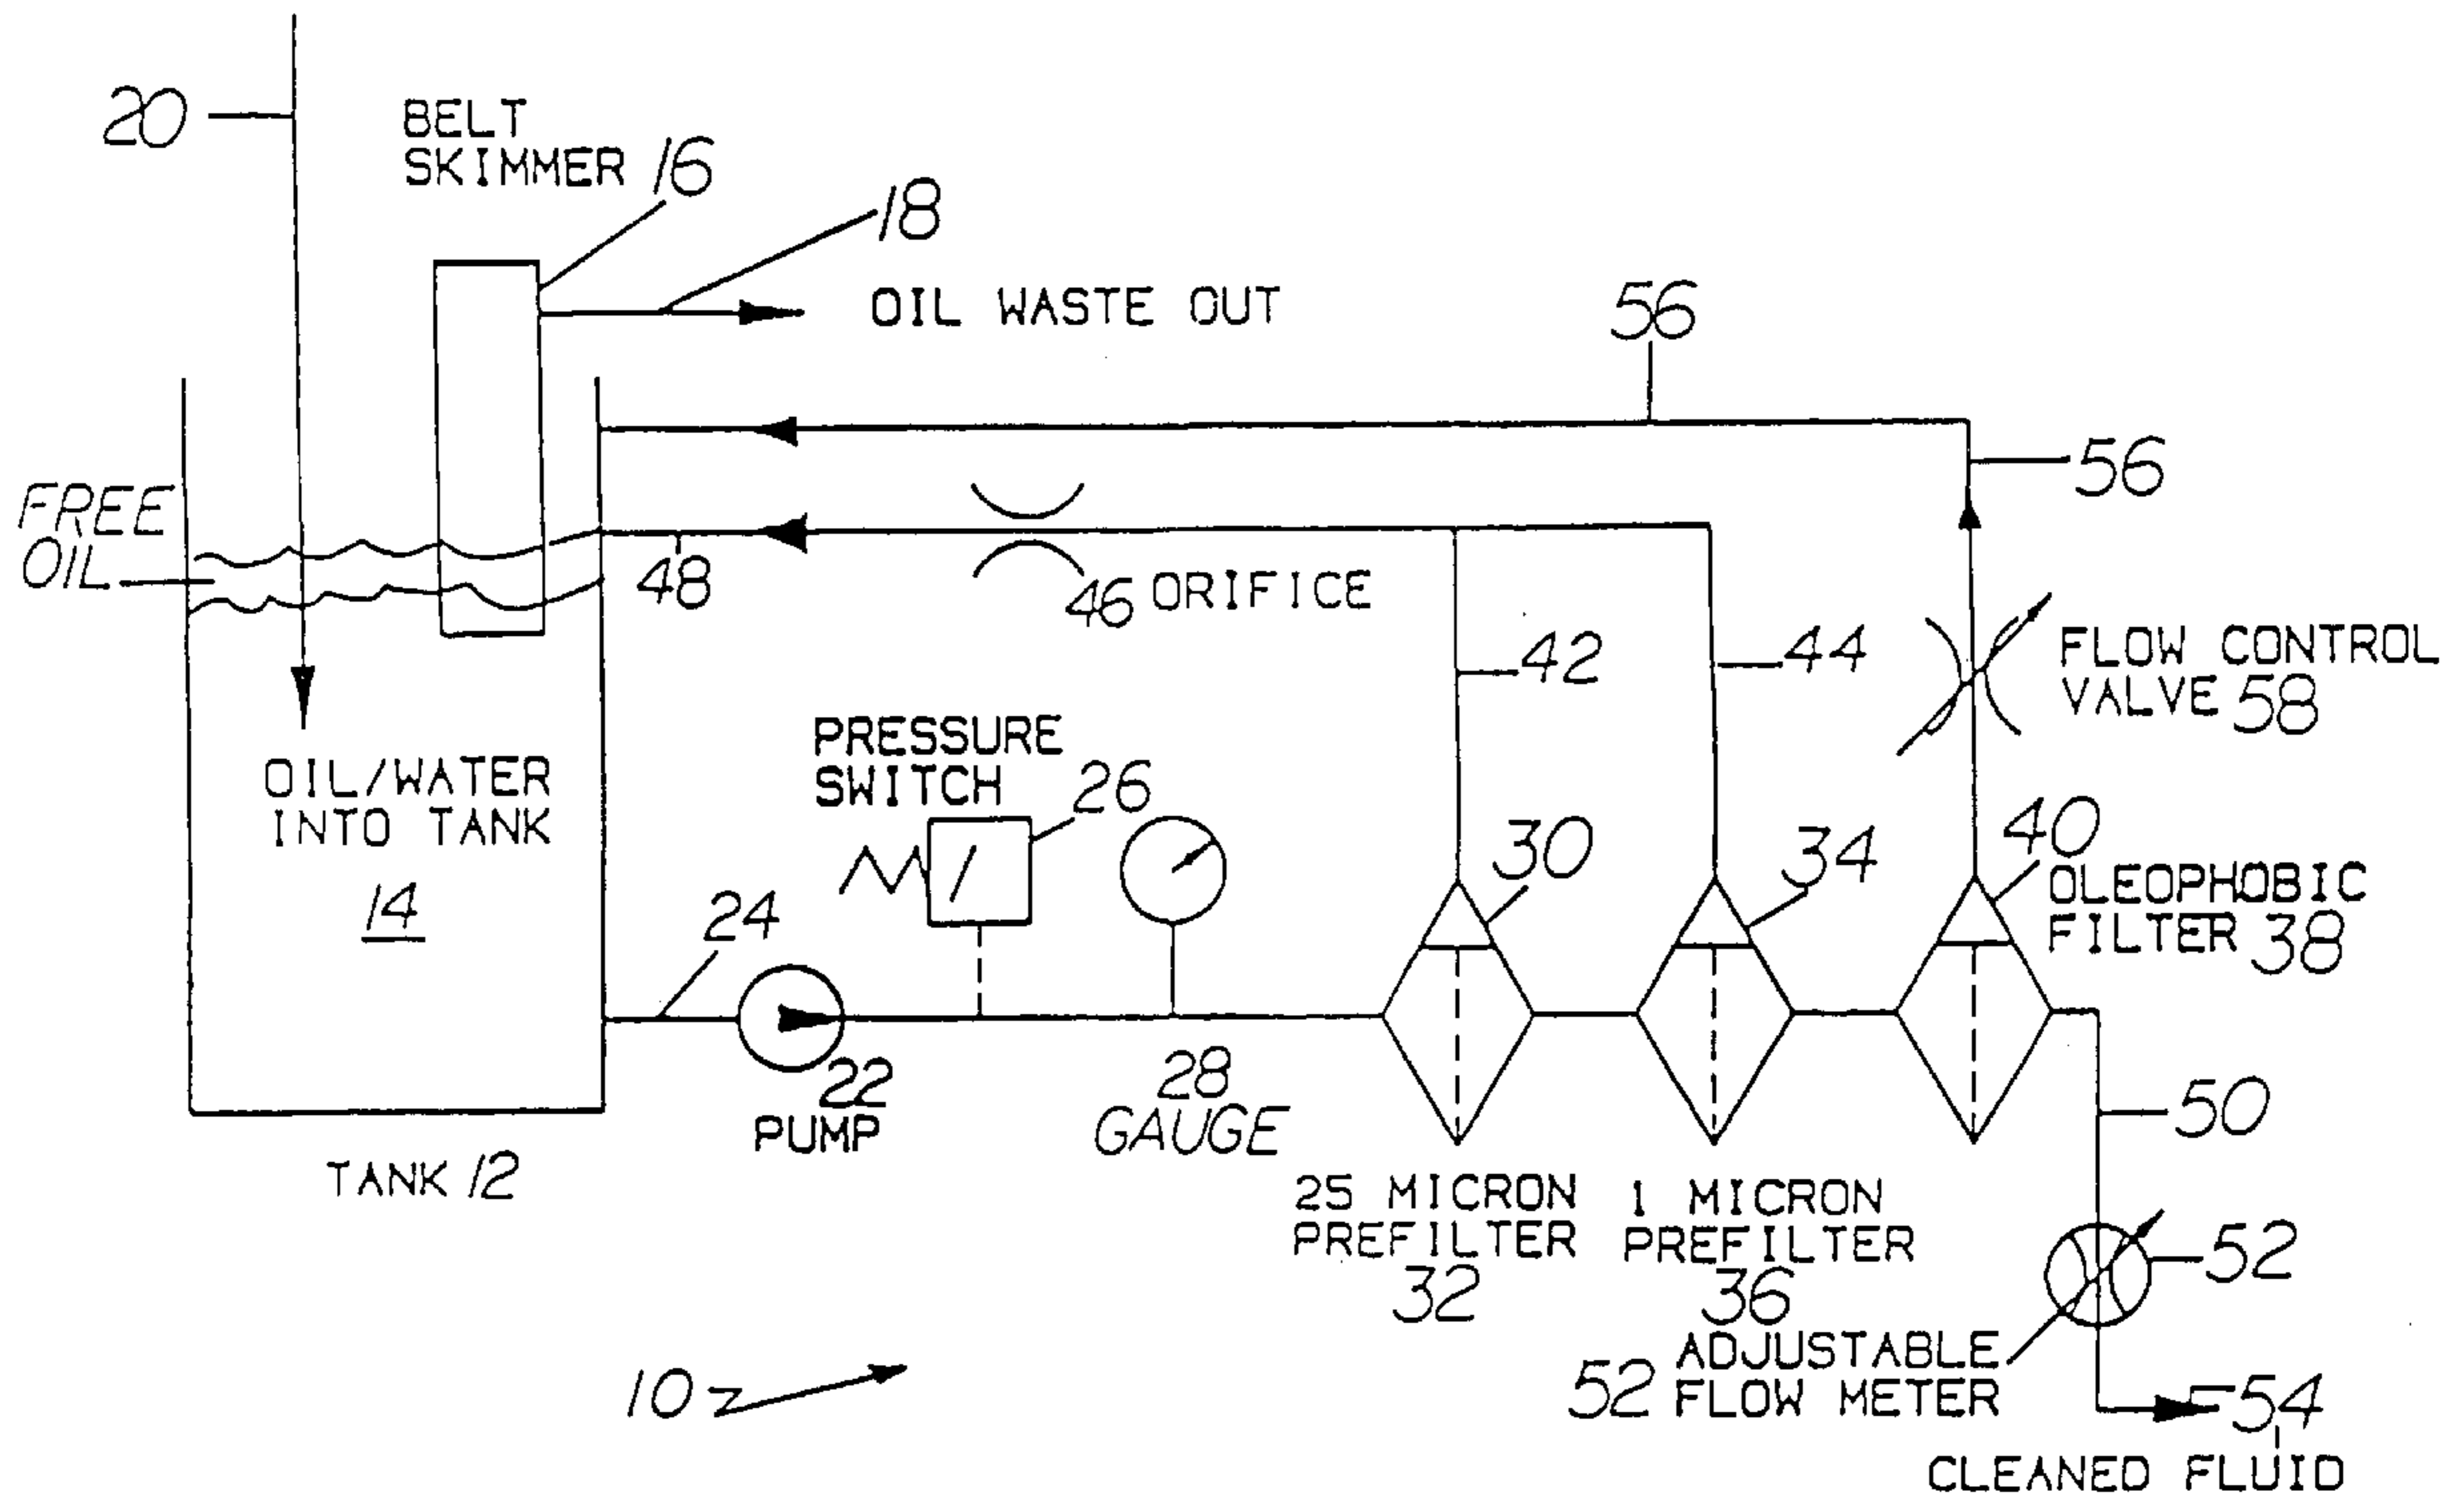 20
BELT
SKIMMER 16
18
OIL WASTE OUT
56
56
FREE
OIL
48
46 ORIFICE
42
44
FLOW CONTROL
VALVE 58
OIL/WATER
INTO TANK
14
PRESSURE
SWITCH
26
24
30
34
40
OLEOPHOBIC
FILTER 38
22
PUMP
28
GAUGE
50
TANK 12
25 MICRON
PREFILTER
32
1 MICRON
PREFILTER
36
52
52 ADJUSTABLE
FLOW METER
10
54
CLEANED FLUID